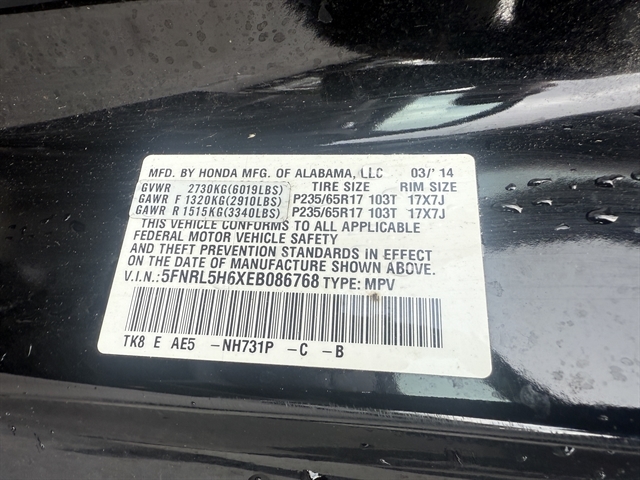 MFD. BY HONDA MFG. OF ALABAMA, LLC 03/'14
GVWR 2730KG(6019LBS) TIRE SIZE RIM SIZE
GAWR F 1320KG(2910LBS) P235/65R17 103T 17X7J
GAWR R 1515KG(3340LBS) P235/65R17 103T 17X7J
THIS VEHICLE CONFORMS TO ALL APPLICABLE
FEDERAL MOTOR VEHICLE SAFETY
AND THEFT PREVENTION STANDARDS IN EFFECT
ON THE DATE OF MANUFACTURE SHOWN ABOVE.
V.I.N.: 5FNRL5H6XEB086768 TYPE: MPV
TK8 E AE5 -NH731P -C -B